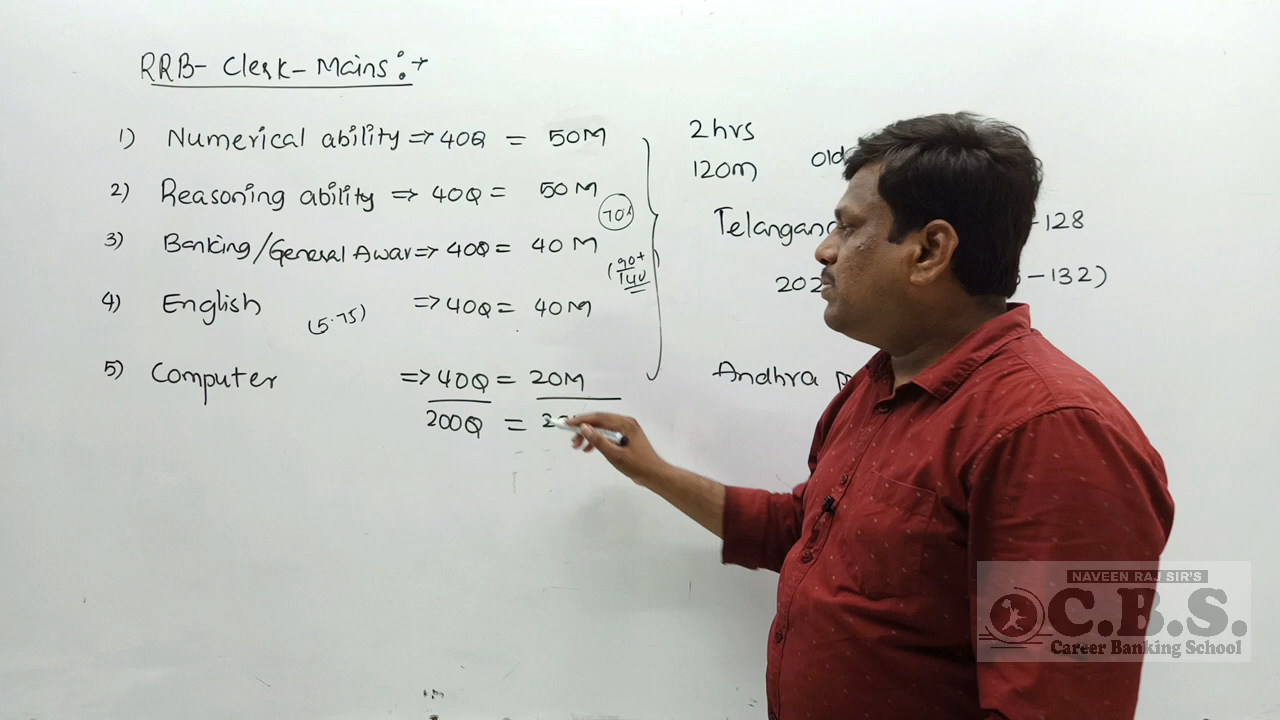 RRB- Clerk- Mains:→
1) Numerical ability ⇒ 40Q = 50M
2) Reasoning ability ⇒ 40Q = 50M
70%
3) Banking/General Awar ⇒ 40Q = 40M
(90+/140)
4) English ⇒ 40Q = 40M
(5.75)
5) Computer ⇒ 40Q = 20M
200Q =
2hrs
120m
old
Telangana -128
202 -132)
Andhra
NAVEEN RAJ SIR'S
C.B.S.
Career Banking School